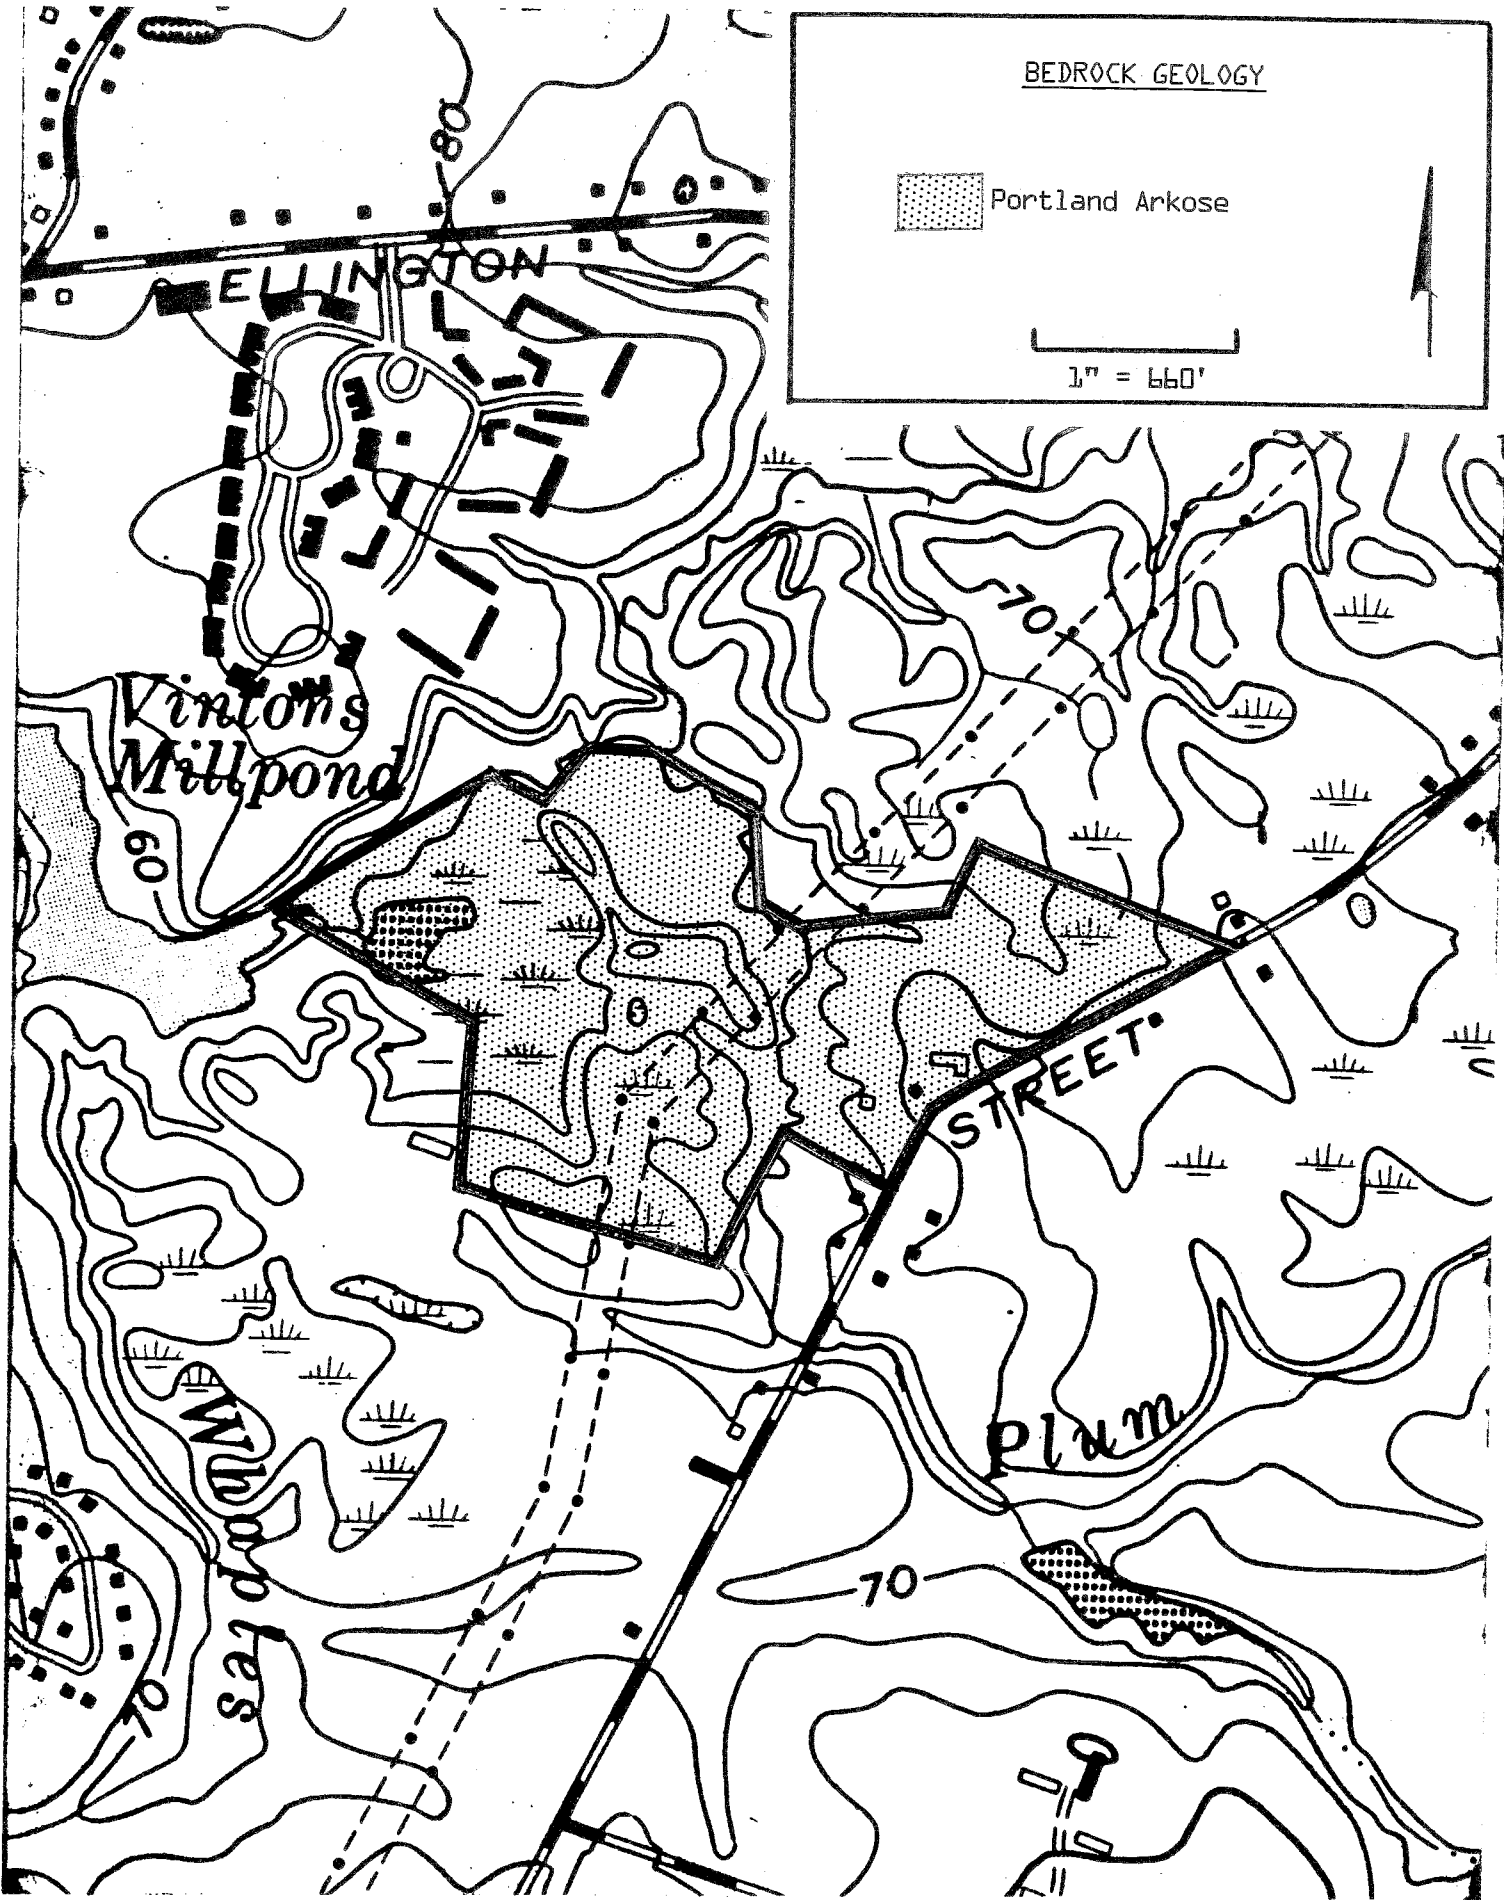 BEDROCK GEOLOGY
Portland Arkose
1" = 660'
80
ELLINGTON
70
Vintons
Millpond
60
STREET
Plum
Whaples
70
70